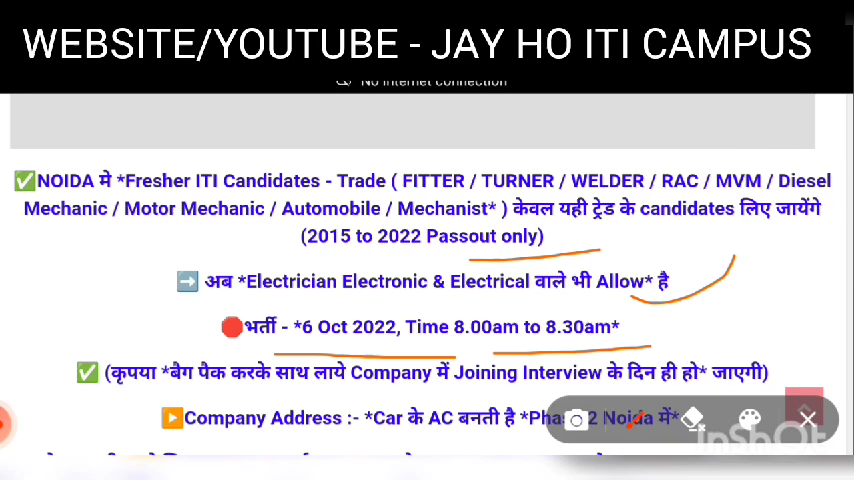 WEBSITE/YOUTUBE - JAY HO ITI CAMPUS
No internet connection
✅NOIDA मे *Fresher ITI Candidates - Trade ( FITTER / TURNER / WELDER / RAC / MVM / Diesel
Mechanic / Motor Mechanic / Automobile / Mechanist* ) केवल यही ट्रेड के candidates लिए जायेंगे
(2015 to 2022 Passout only)
➡️ अब *Electrician Electronic & Electrical वाले भी Allow* है
🛑भर्ती - *6 Oct 2022, Time 8.00am to 8.30am*
✅ (कृपया *बैग पैक करके साथ लाये Company में Joining Interview के दिन ही हो* जाएगी)
▶️Company Address :- *Car के AC बनती है *Phase 2 Noida में*
InShOt